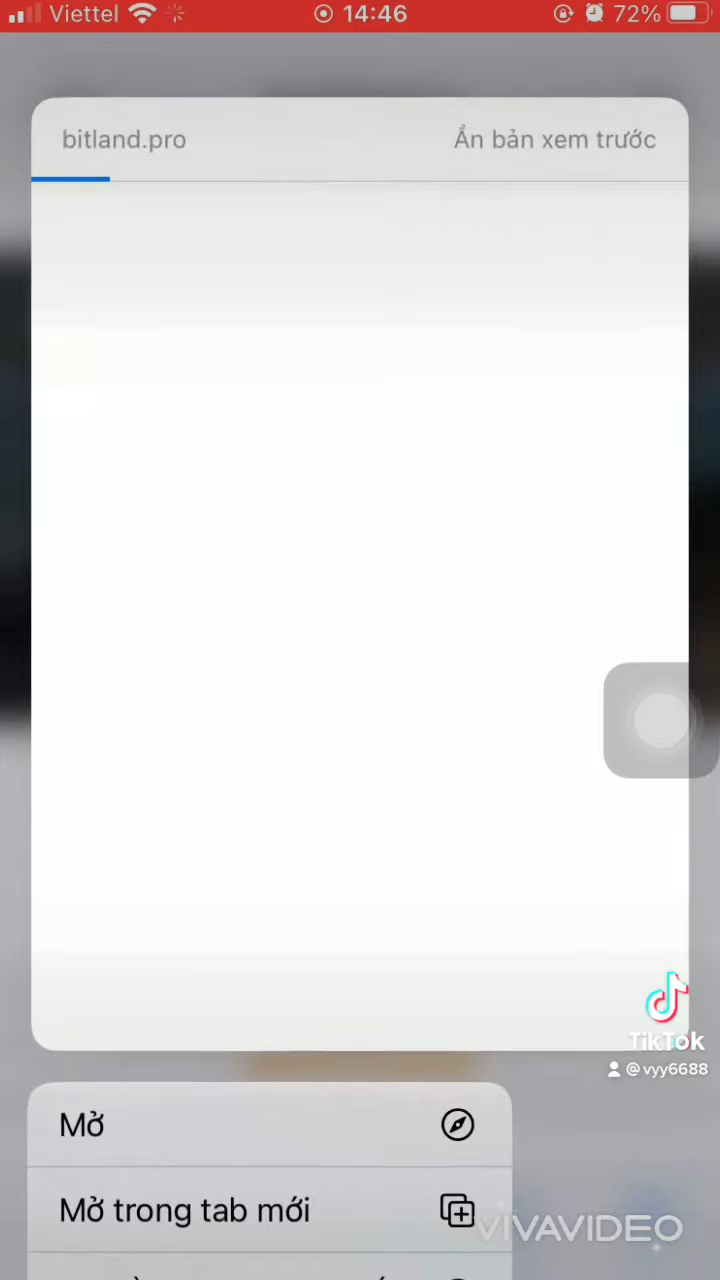 Viettel 14:46 72%
bitland.pro Ẩn bản xem trước
TikTok
@vyy6688
Mở
Mở trong tab mới
VIVAVIDEO